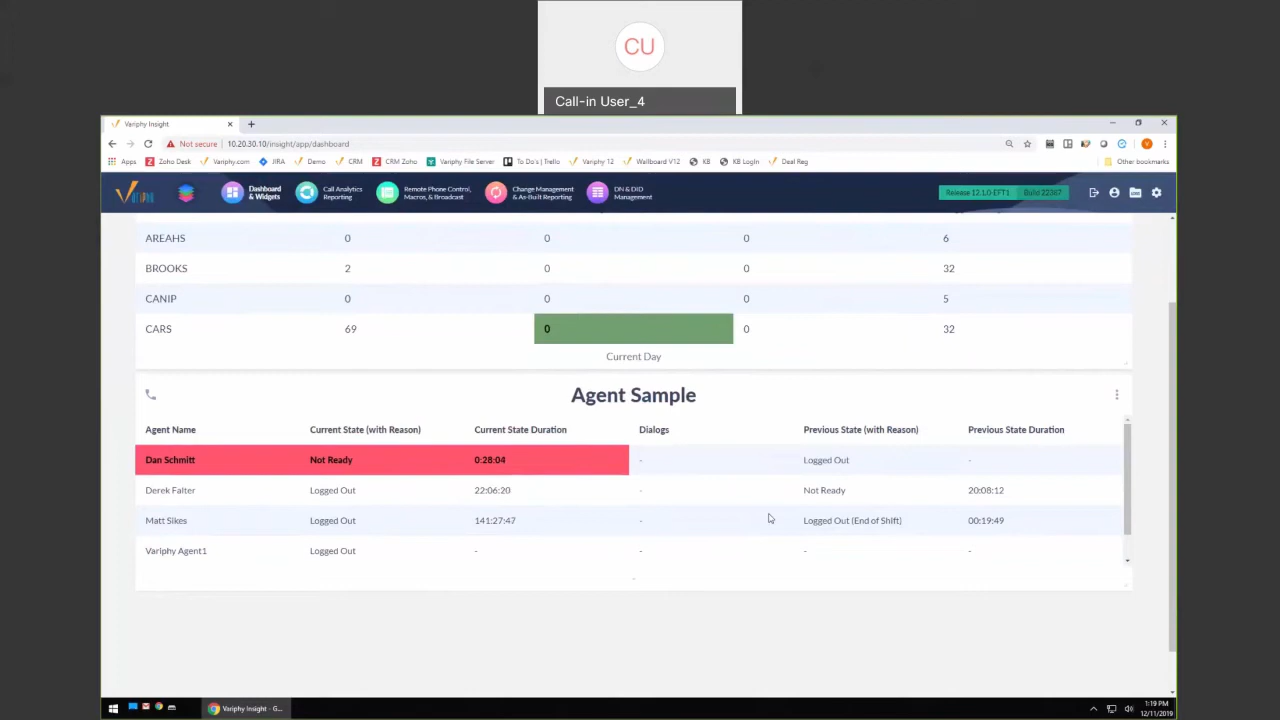 CU
Call-in User_4
Variphy Insight
Not secure 10.20.30.10/insight/app/dashboard
Apps Zoho Desk Variphy.com JIRA Demo CRM CRM Zoho Variphy File Server To Do's | Trello Variphy 12 Wallboard V12 KB KB LogIn Deal Reg Other bookmarks
Dashboard & Widgets
Call Analytics Reporting
Remote Phone Control, Macros, & Broadcast
Change Management & As-Built Reporting
DN & DID Management
Release 12.1.0-EFT1 Build 22367
AREAHS 0 0 0 6
BROOKS 2 0 0 32
CANIP 0 0 0 5
CARS 69 0 0 32
Current Day
Agent Sample
Agent Name Current State (with Reason) Current State Duration Dialogs Previous State (with Reason) Previous State Duration
Dan Schmitt Not Ready 0:28:04 - Logged Out -
Derek Falter Logged Out 22:06:20 - Not Ready 20:08:12
Matt Sikes Logged Out 141:27:47 - Logged Out (End of Shift) 00:19:49
Variphy Agent1 Logged Out - - - -
-
Variphy Insight - G...
1:19 PM
12/11/2019